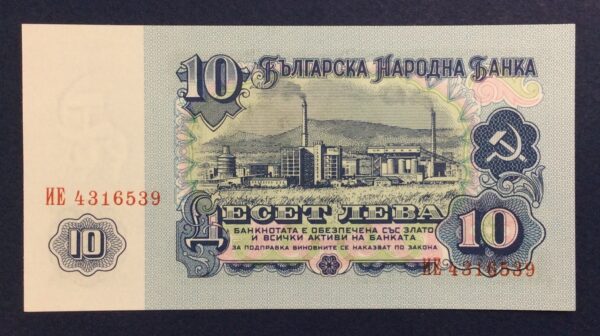 10 БЪЛГАРСКА НАРОДНА БАНКА
ИЕ 4316539
ДЕСЕТ ЛЕВА
10
БАНКНОТАТА Е ОБЕЗПЕЧЕНА СЪС ЗЛАТО
И ВСИЧКИ АКТИВИ НА БАНКАТА
ЗА ПОДПРАВКА ВИНОВНИТЕ СЕ НАКАЗВАТ ПО ЗАКОНА
10
ИЕ 4316539